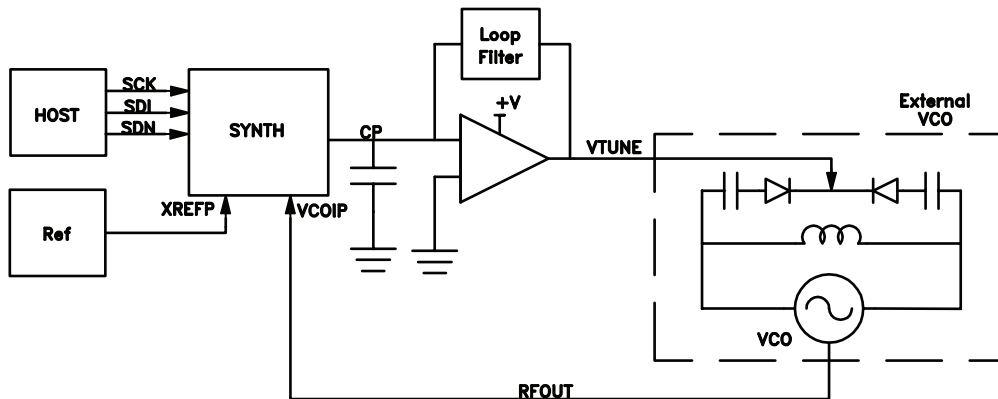 Loop
Filter
+V
External
VCO
HOST
SCK
SDI
SDN
SYNTH
CP
VTUNE
XREFP
VCOIP
Ref
VCO
RFOUT